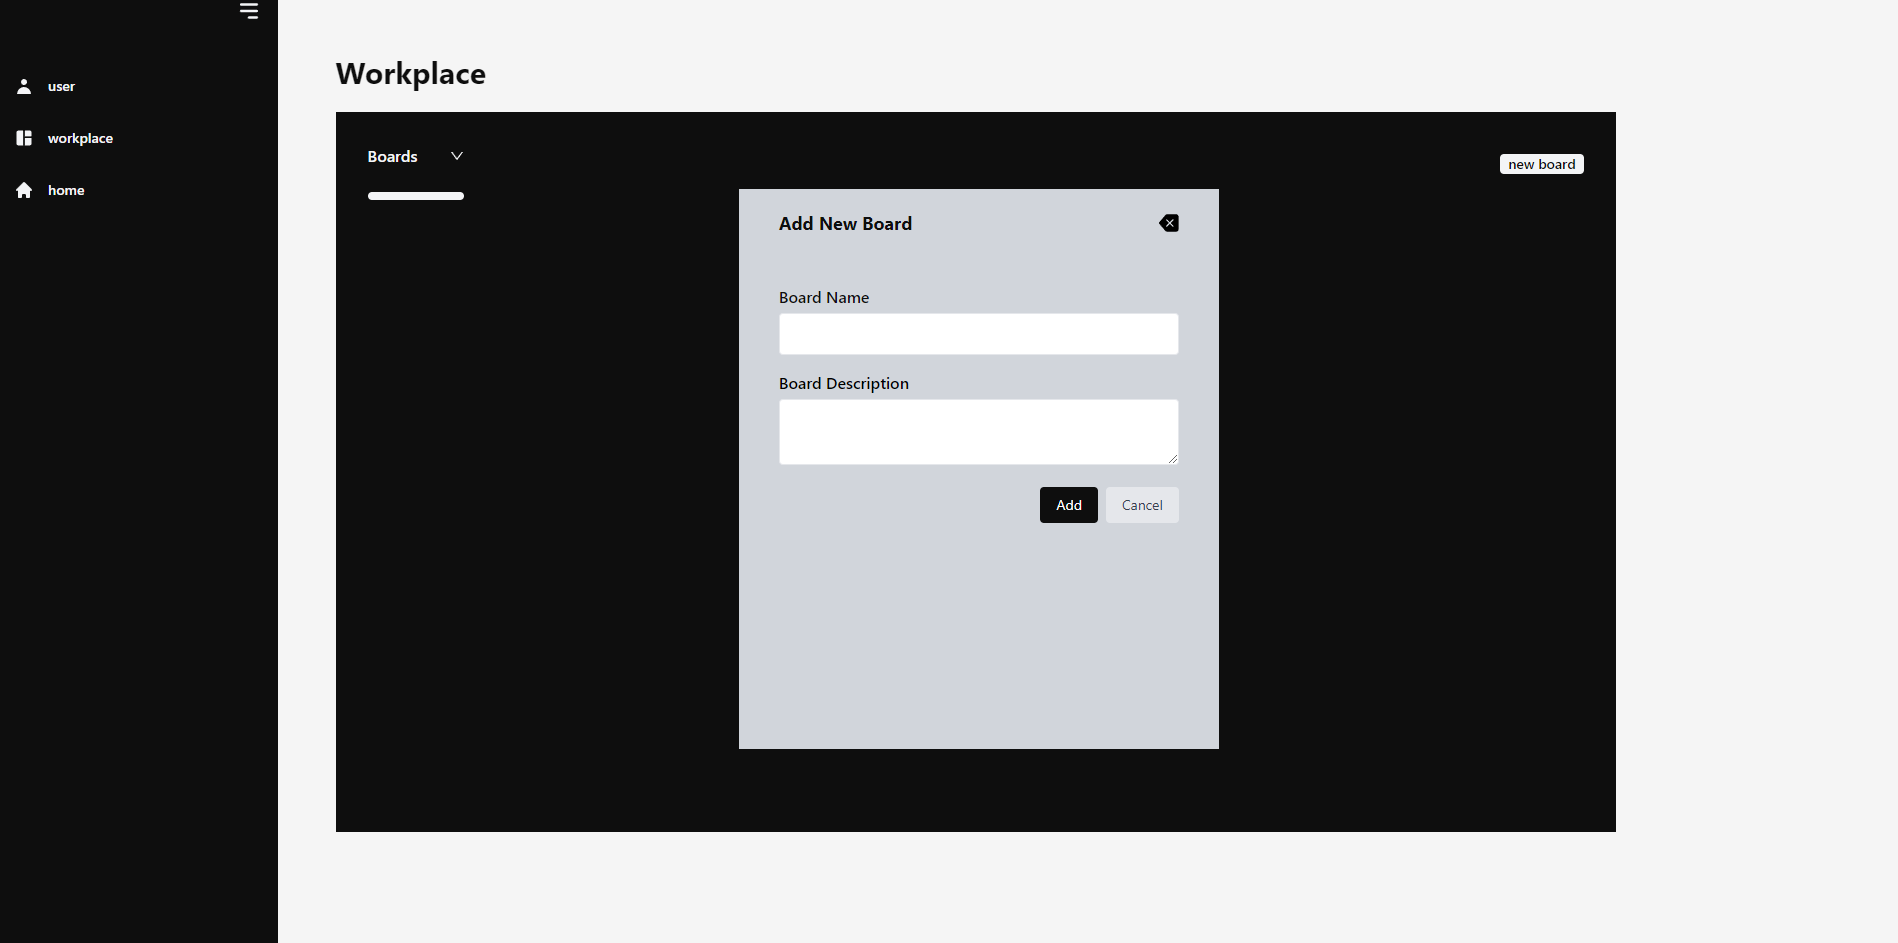 user
workplace
home
Workplace
Boards
new board
Add New Board
Board Name
Board Description
Add
Cancel